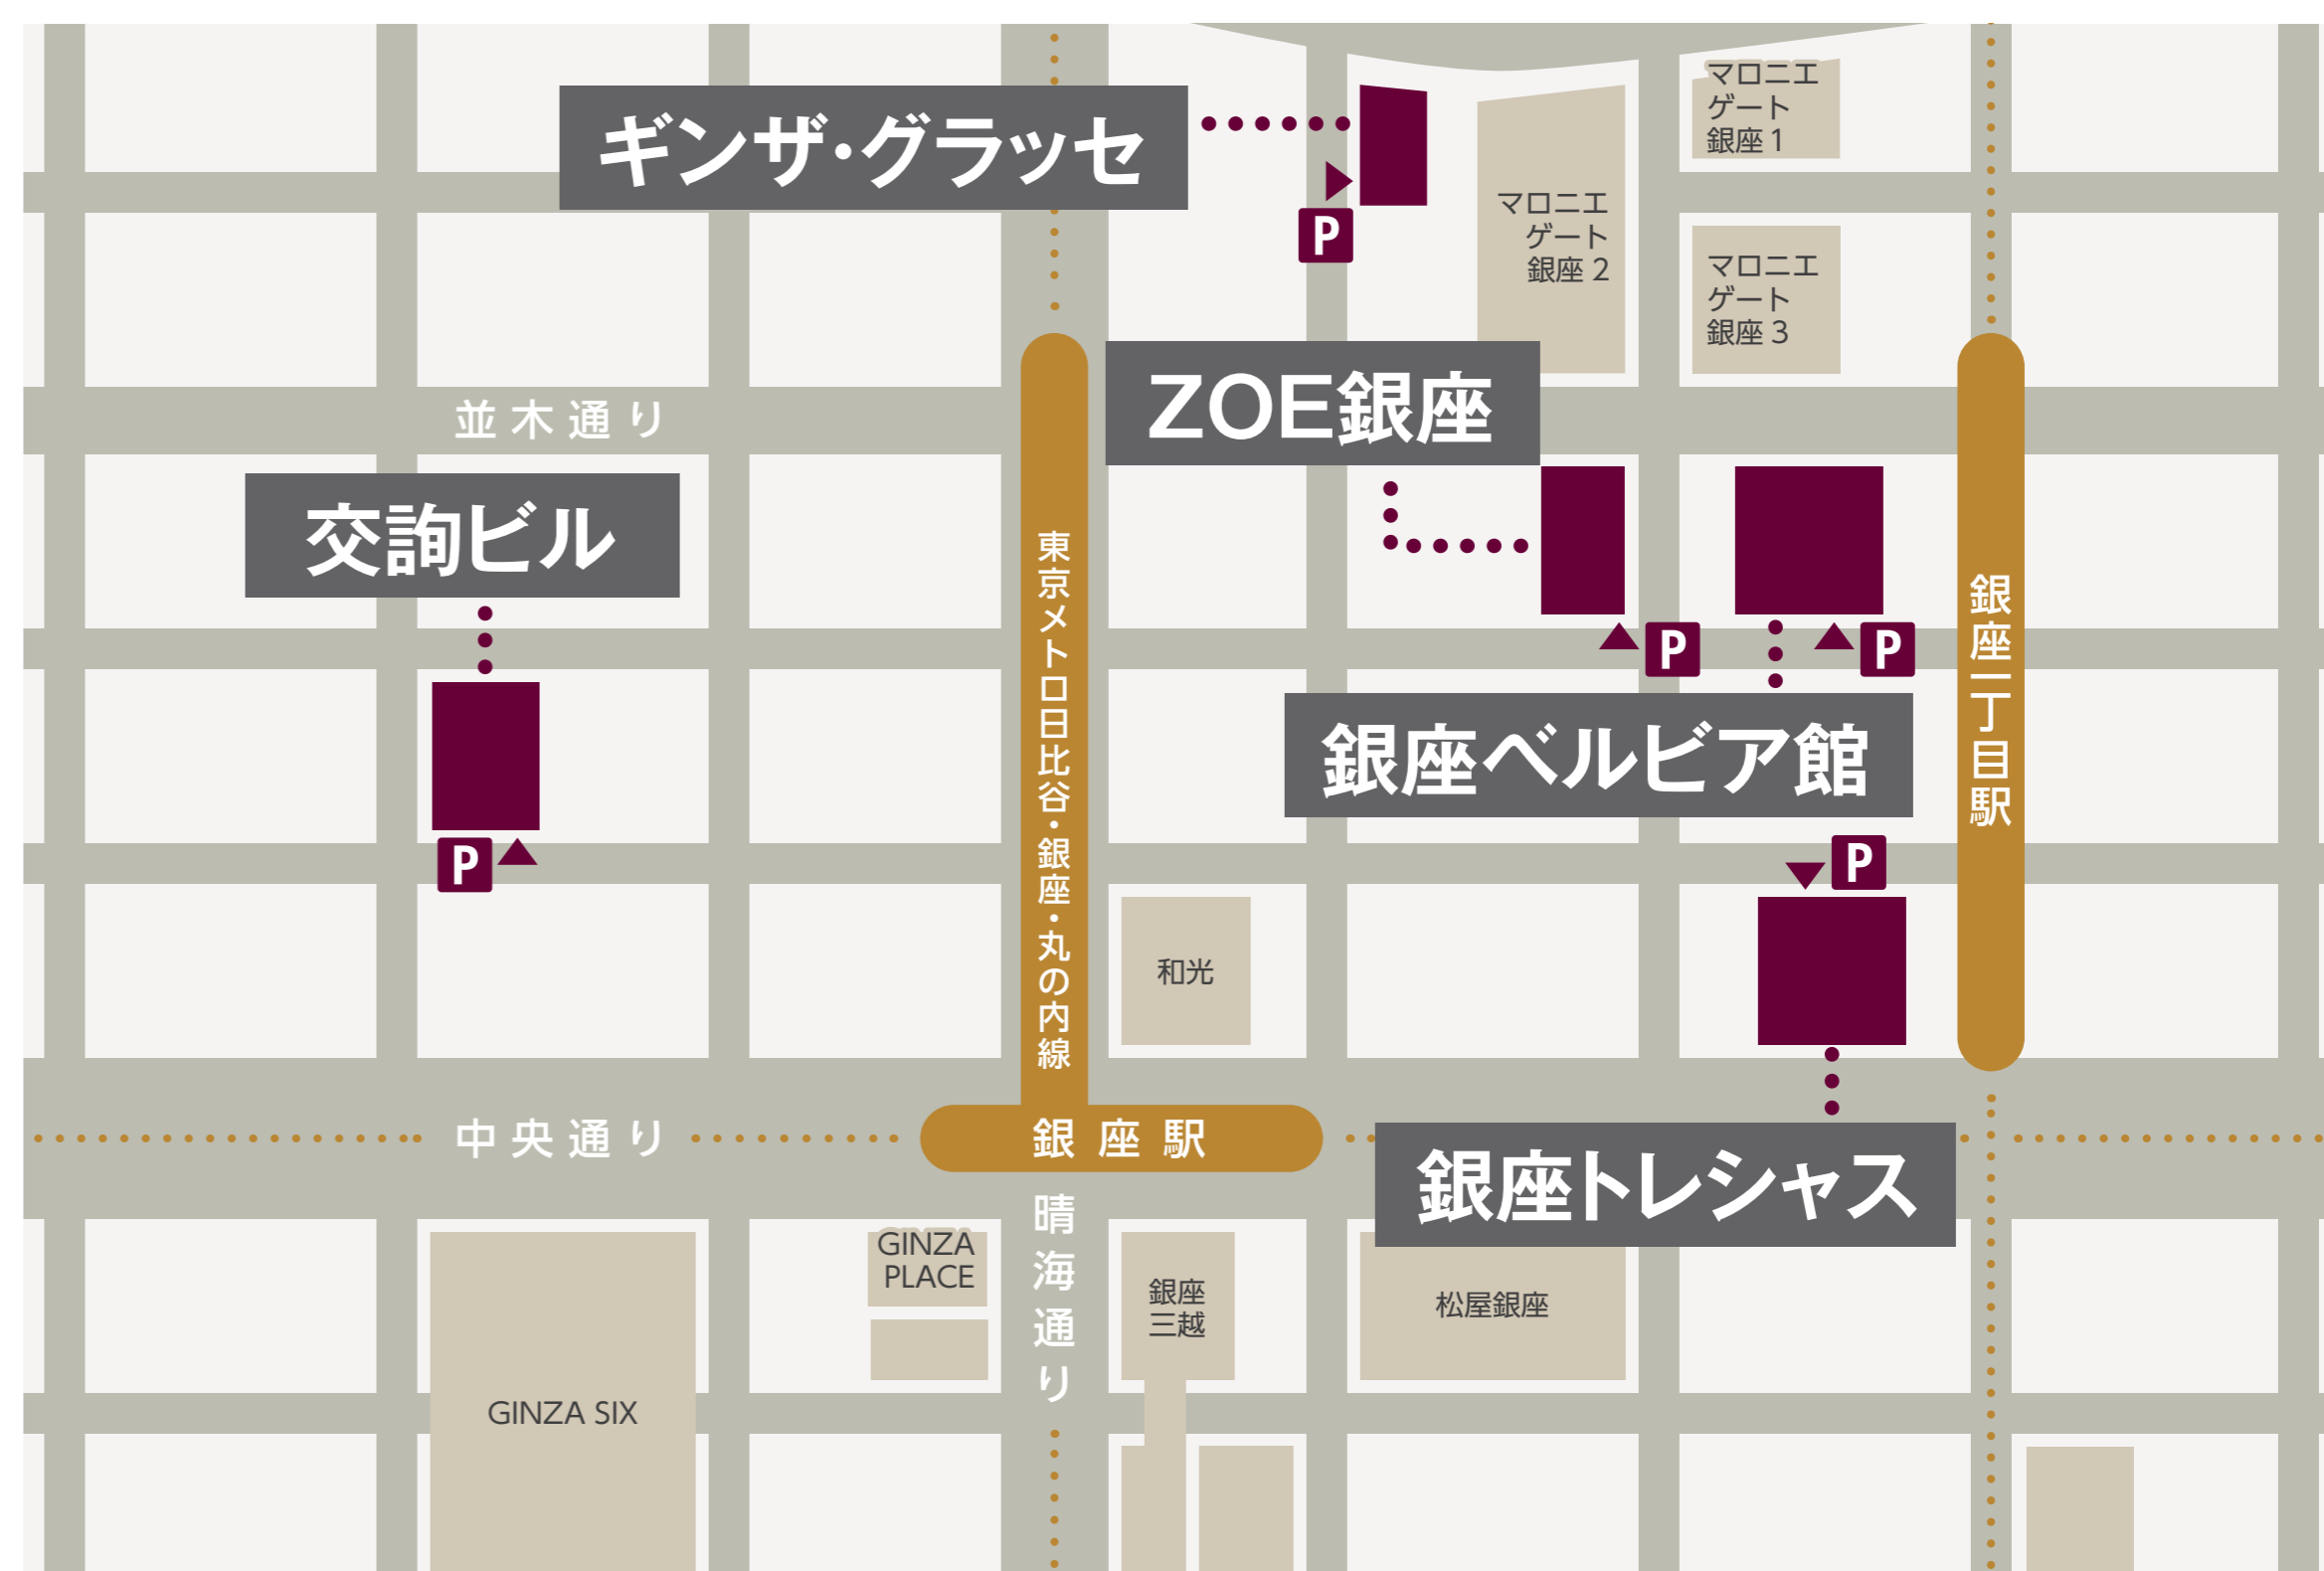 マロニエ
ゲート
銀座 1
ギンザ・グラッセ
P
マロニエ
ゲート
銀座 2
マロニエ
ゲート
銀座 3
ZOE銀座
並木通り
交詢ビル
東京メトロ日比谷・銀座・丸の内線
銀座一丁目駅
P
P
銀座ベルビア館
P
P
和光
中央通り
銀座駅
銀座トレシャス
晴海通り
GINZA
PLACE
銀座
三越
松屋銀座
GINZA SIX